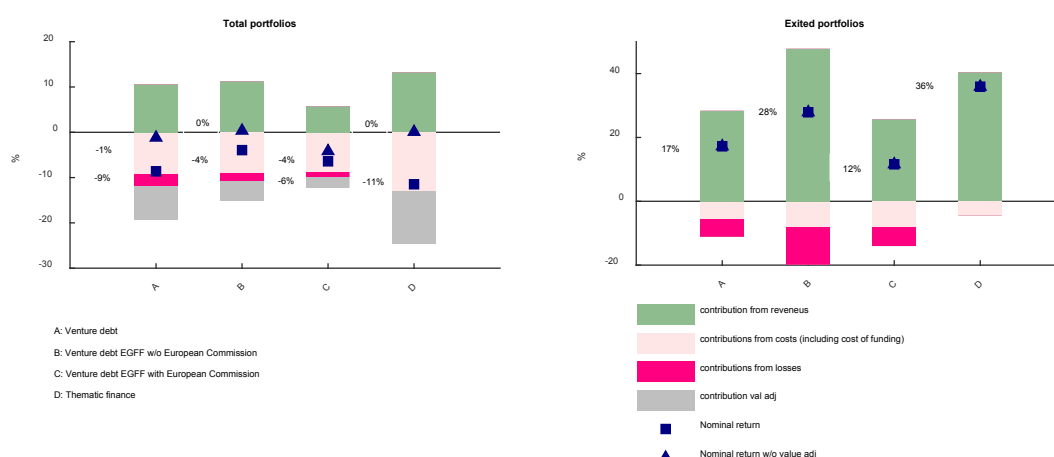 Total portfolios
20
10
0
-10
-20
-30
%
0%
0%
-1%
-4%
-4%
-9%
-6%
-11%
A
B
C
D
A: Venture debt
B: Venture debt EGFF w/o European Commission
C: Venture debt EGFF with European Commission
D: Thematic finance
Exited portfolios
40
20
0
-20
%
17%
28%
12%
36%
A
B
C
D
contribution from reveneus
contributions from costs (including cost of funding)
contributions from losses
contribution val adj
Nominal return
Nominal return w/o value adj